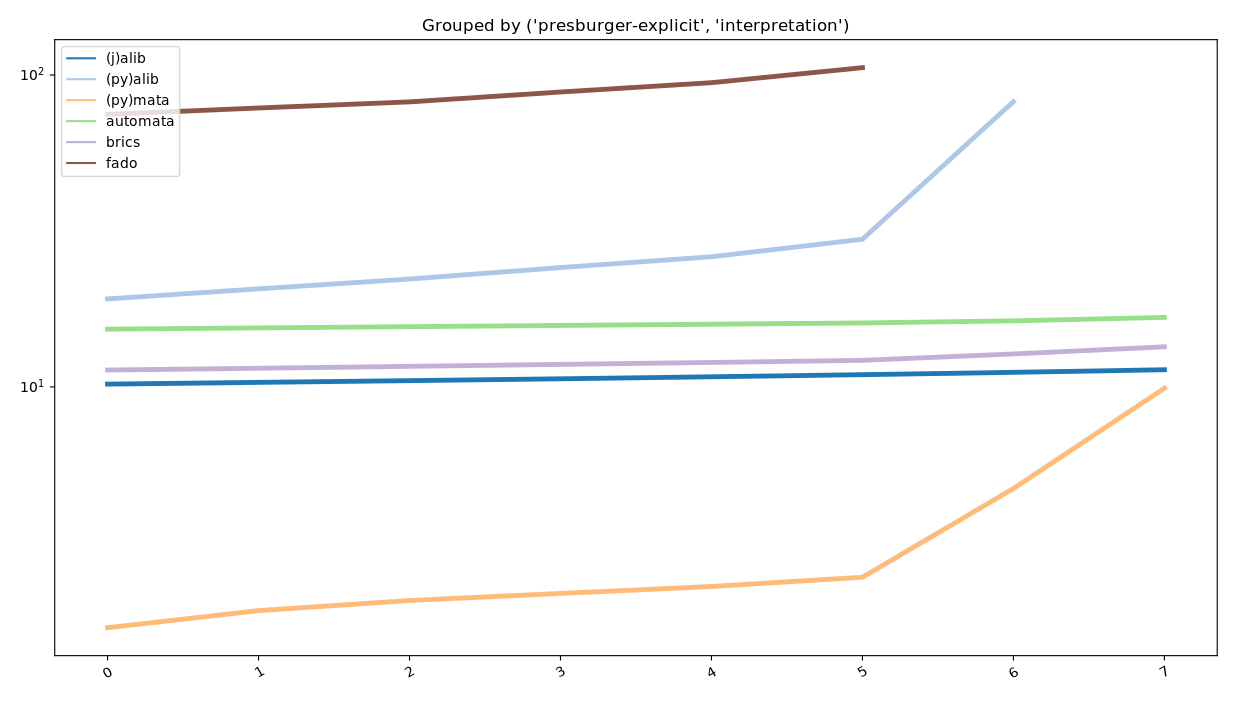 Grouped by ('presburger-explicit', 'interpretation')
(j)alib
(py)alib
(py)mata
automata
brics
fado
10²
10¹
0 1 2 3 4 5 6 7